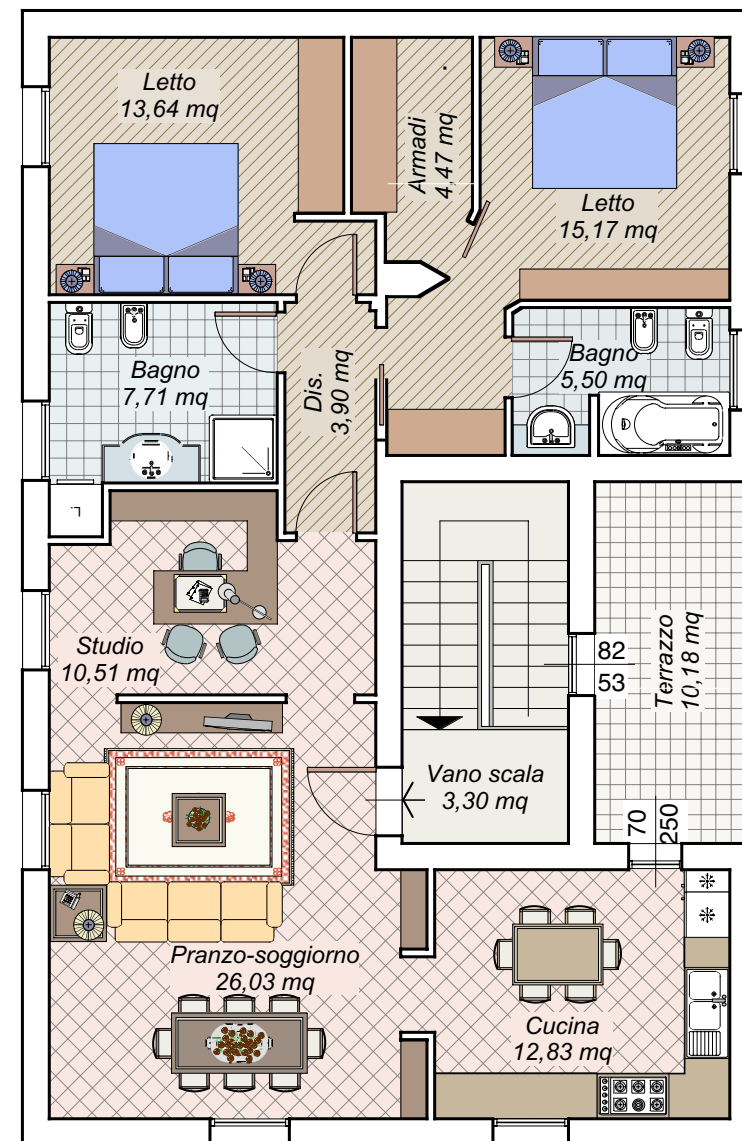 Letto
13,64 mq
Armadi
4,47 mq
Letto
15,17 mq
Bagno
7,71 mq
Dis.
3,90 mq
Bagno
5,50 mq
L.
Studio
10,51 mq
82
53
Terrazzo
10,18 mq
Vano scala
3,30 mq
70
250
Pranzo-soggiorno
26,03 mq
Cucina
12,83 mq